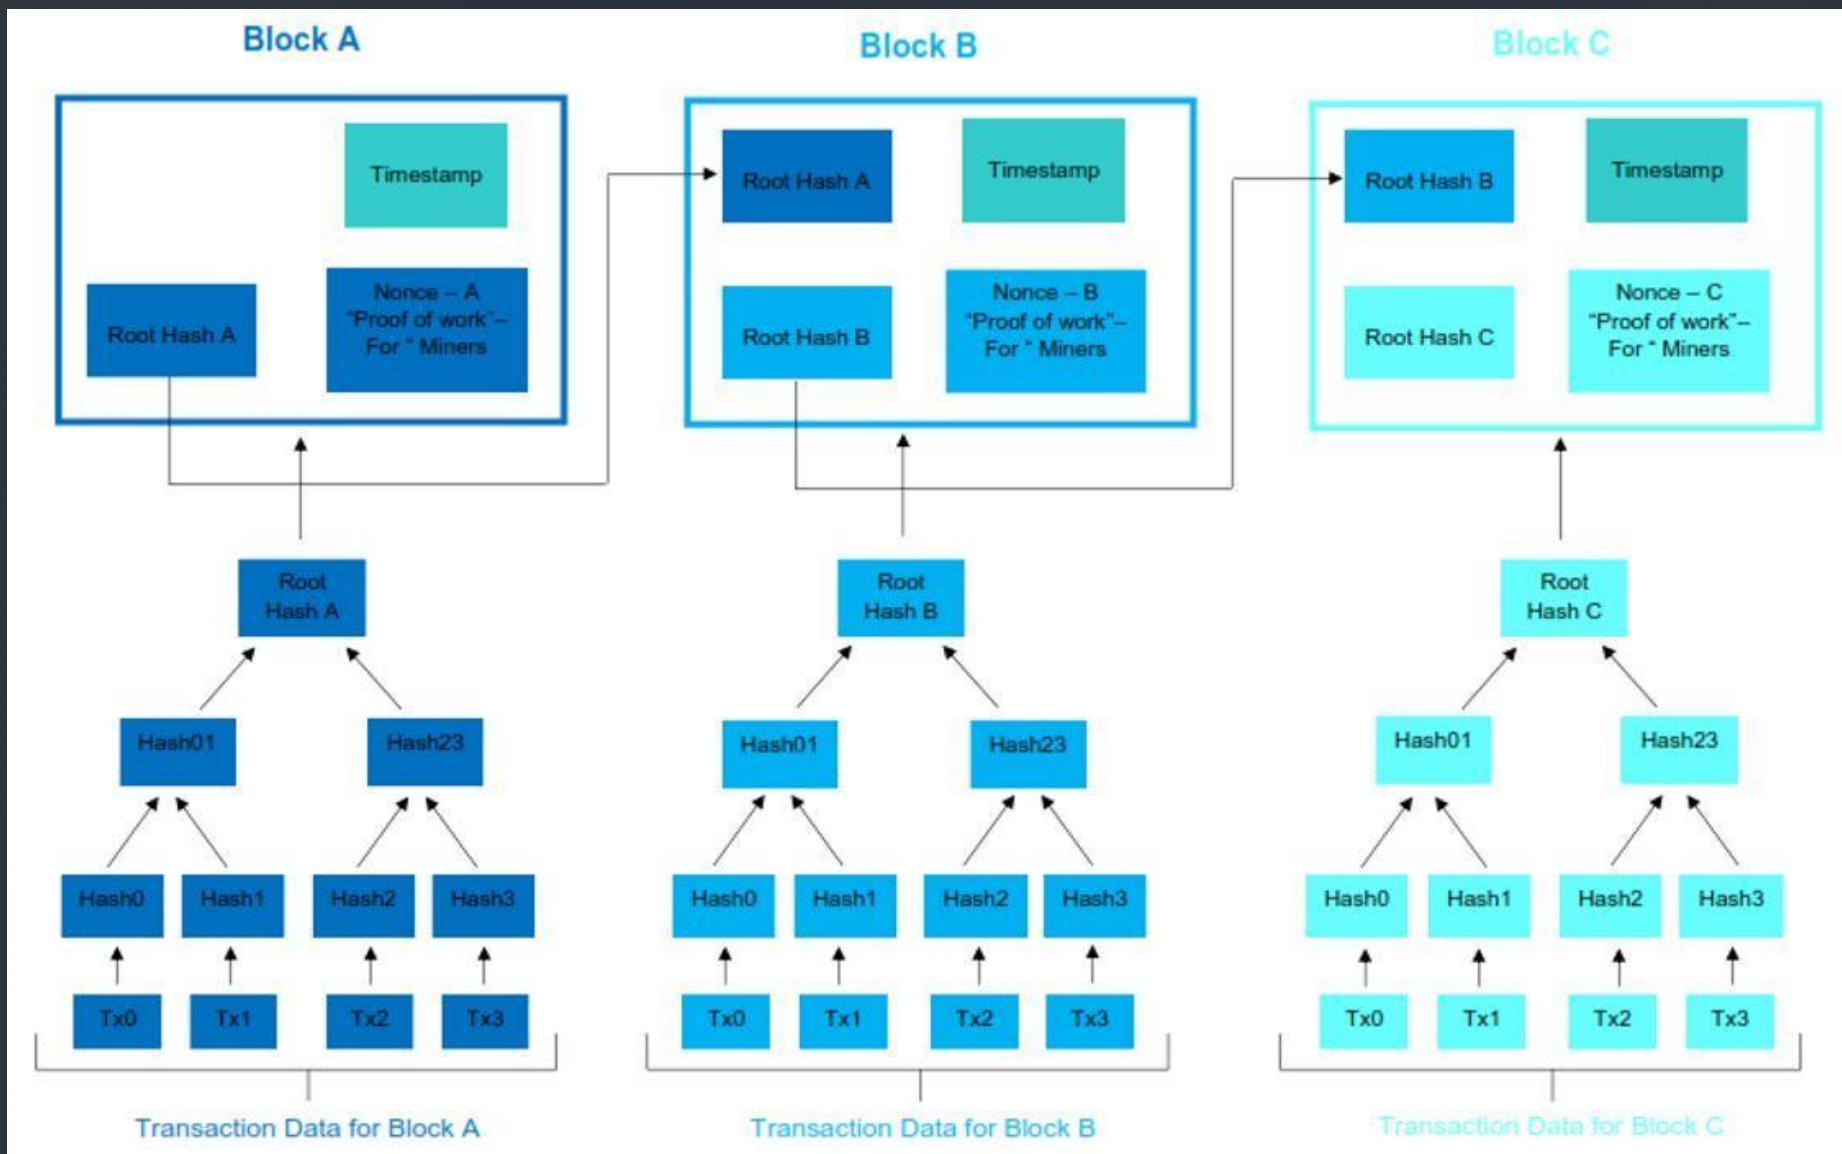 Block A
Block B
Block C
Timestamp
Root Hash A
Nonce – A
"Proof of work"–
For " Miners
Root Hash A
Timestamp
Root Hash B
Nonce – B
"Proof of work"–
For " Miners
Root Hash B
Timestamp
Root Hash C
Nonce – C
"Proof of work"–
For " Miners
Root
Hash A
Root
Hash B
Root
Hash C
Hash01
Hash23
Hash01
Hash23
Hash01
Hash23
Hash0
Hash1
Hash2
Hash3
Hash0
Hash1
Hash2
Hash3
Hash0
Hash1
Hash2
Hash3
Tx0
Tx1
Tx2
Tx3
Tx0
Tx1
Tx2
Tx3
Tx0
Tx1
Tx2
Tx3
Transaction Data for Block A
Transaction Data for Block B
Transaction Data for Block C